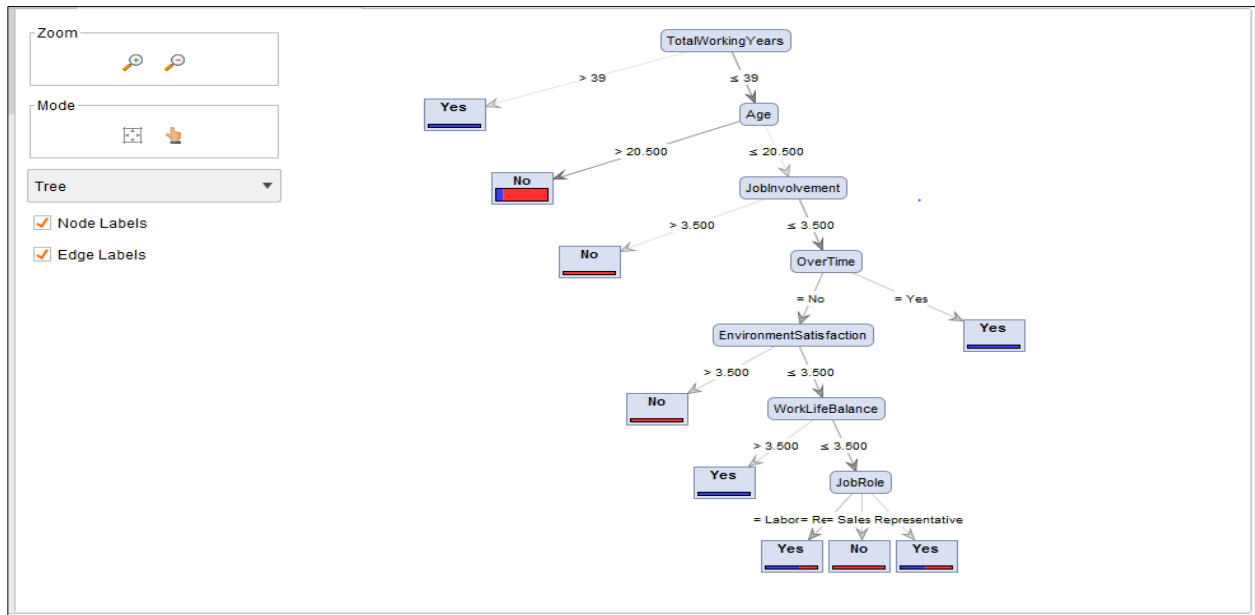 Zoom
Mode
Tree
Node Labels
Edge Labels
TotalWorkingYears
> 39
≤ 39
Yes
Age
> 20.500
≤ 20.500
No
JobInvolvement
> 3.500
≤ 3.500
No
OverTime
= No
= Yes
EnvironmentSatisfaction
Yes
> 3.500
≤ 3.500
No
WorkLifeBalance
> 3.500
≤ 3.500
Yes
JobRole
= Labor= Re= Sales Representative
Yes
No
Yes